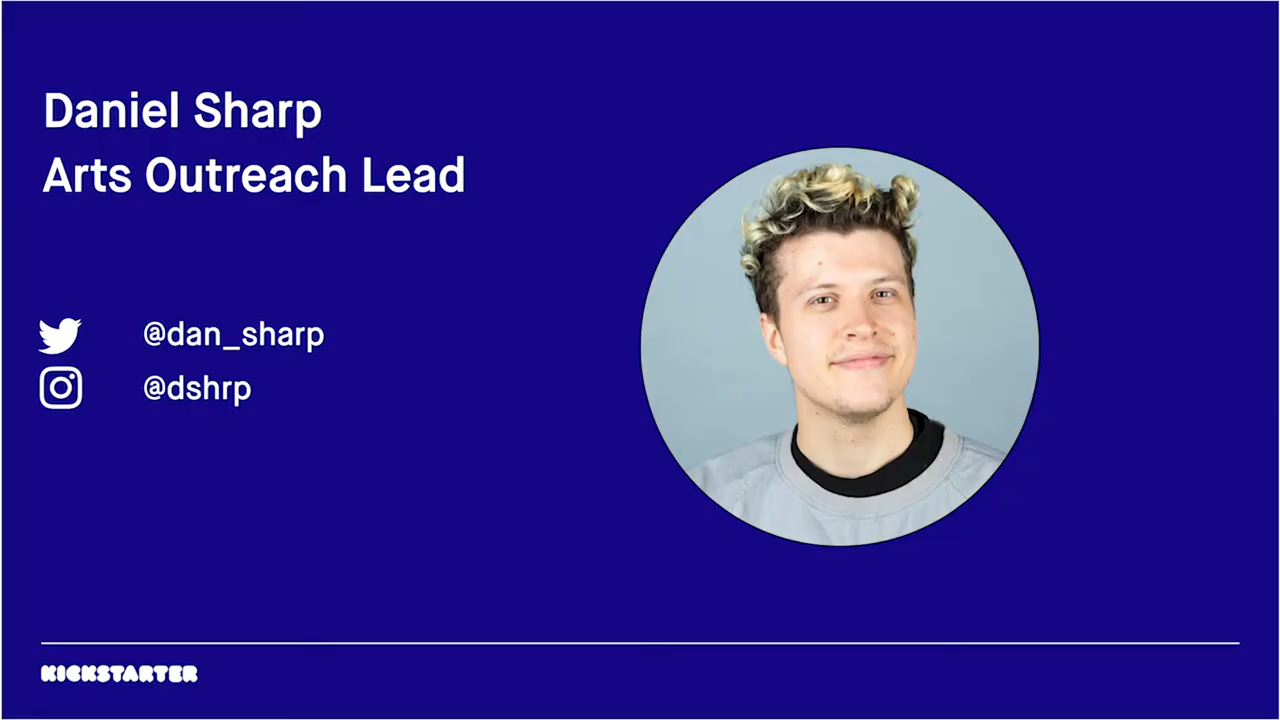 Daniel Sharp
Arts Outreach Lead
@dan_sharp
@dshrp
KICKSTARTER